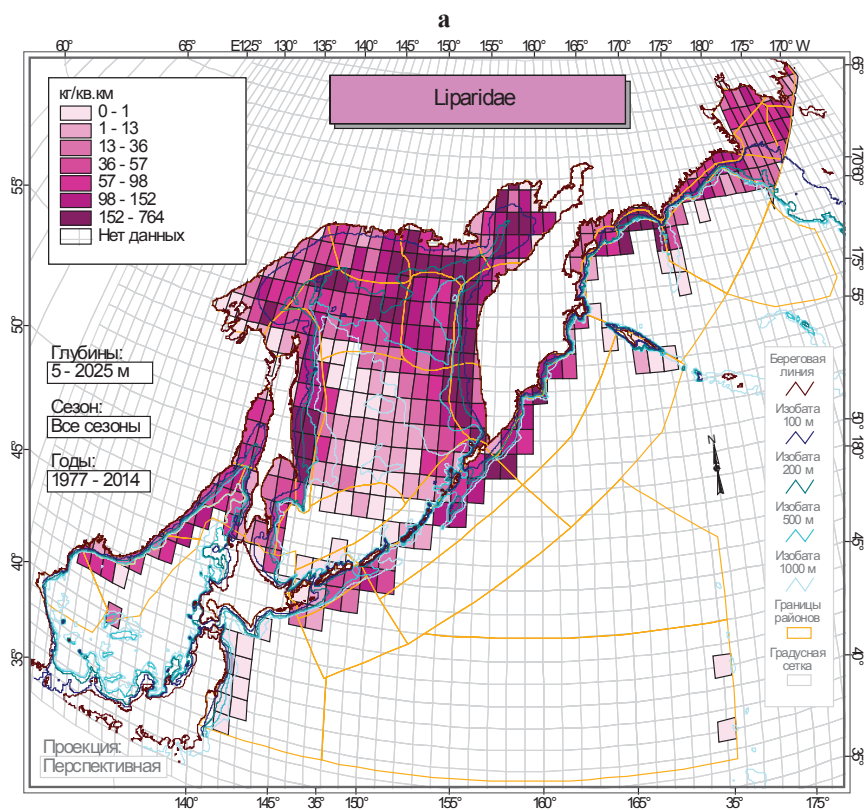 а
60° 65° E125° 130° 135° 140° 145° 150° 155° 160° 165° 170° 175° 180° 175° 170° W
Liparidae
кг/кв.км
0 - 1
1 - 13
13 - 36
36 - 57
57 - 98
98 - 152
152 - 764
Нет данных
55°
50°
45°
40°
35°
65°
175°
55°
50°
180°
45°
40°
35°
Глубины:
5 - 2025 м
Сезон:
Все сезоны
Годы:
1977 - 2014
N
Береговая
линия
Изобата
100 м
Изобата
200 м
Изобата
500 м
Изобата
1000 м
Границы
районов
Градусная
сетка
Проекция:
Перспективная
140° 145° 35° 150° 155° 160° 165° 35° 175°